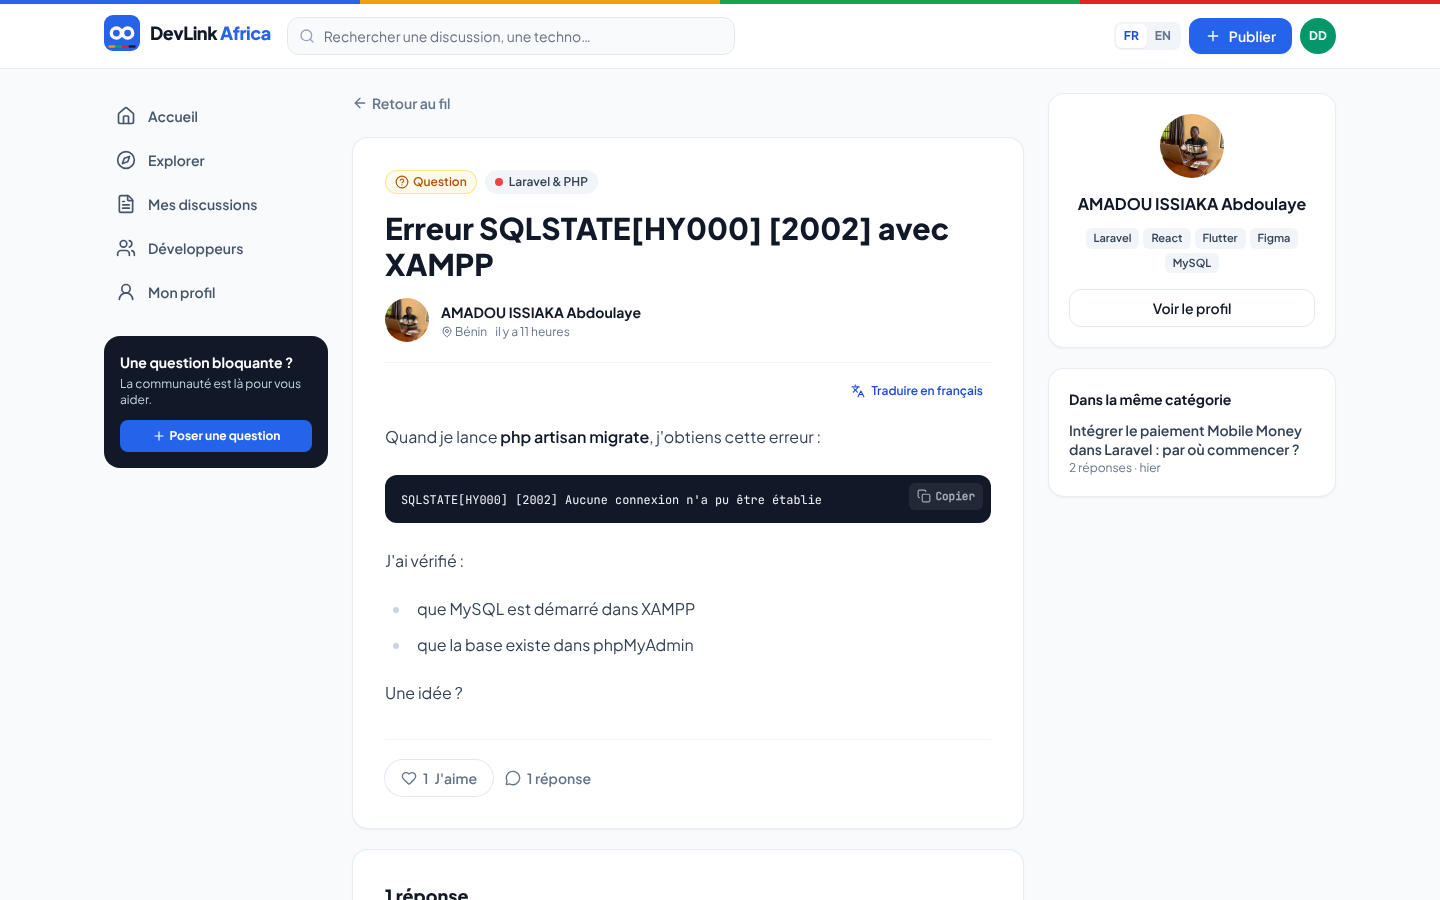 DevLink Africa
Rechercher une discussion, une techno…
FR EN
Publier
DD
Accueil
Explorer
Mes discussions
Développeurs
Mon profil
Une question bloquante ?
La communauté est là pour vous
aider.
Poser une question
Retour au fil
Question
Laravel & PHP
Erreur SQLSTATE[HY000] [2002] avec
XAMPP
AMADOU ISSIAKA Abdoulaye
Bénin il y a 11 heures
Traduire en français
Quand je lance php artisan migrate, j'obtiens cette erreur :
SQLSTATE[HY000] [2002] Aucune connexion n'a pu être établie
Copier
J'ai vérifié :
que MySQL est démarré dans XAMPP
que la base existe dans phpMyAdmin
Une idée ?
1 J'aime
1 réponse
1 réponse
AMADOU ISSIAKA Abdoulaye
Laravel React Flutter Figma
MySQL
Voir le profil
Dans la même catégorie
Intégrer le paiement Mobile Money
dans Laravel : par où commencer ?
2 réponses · hier